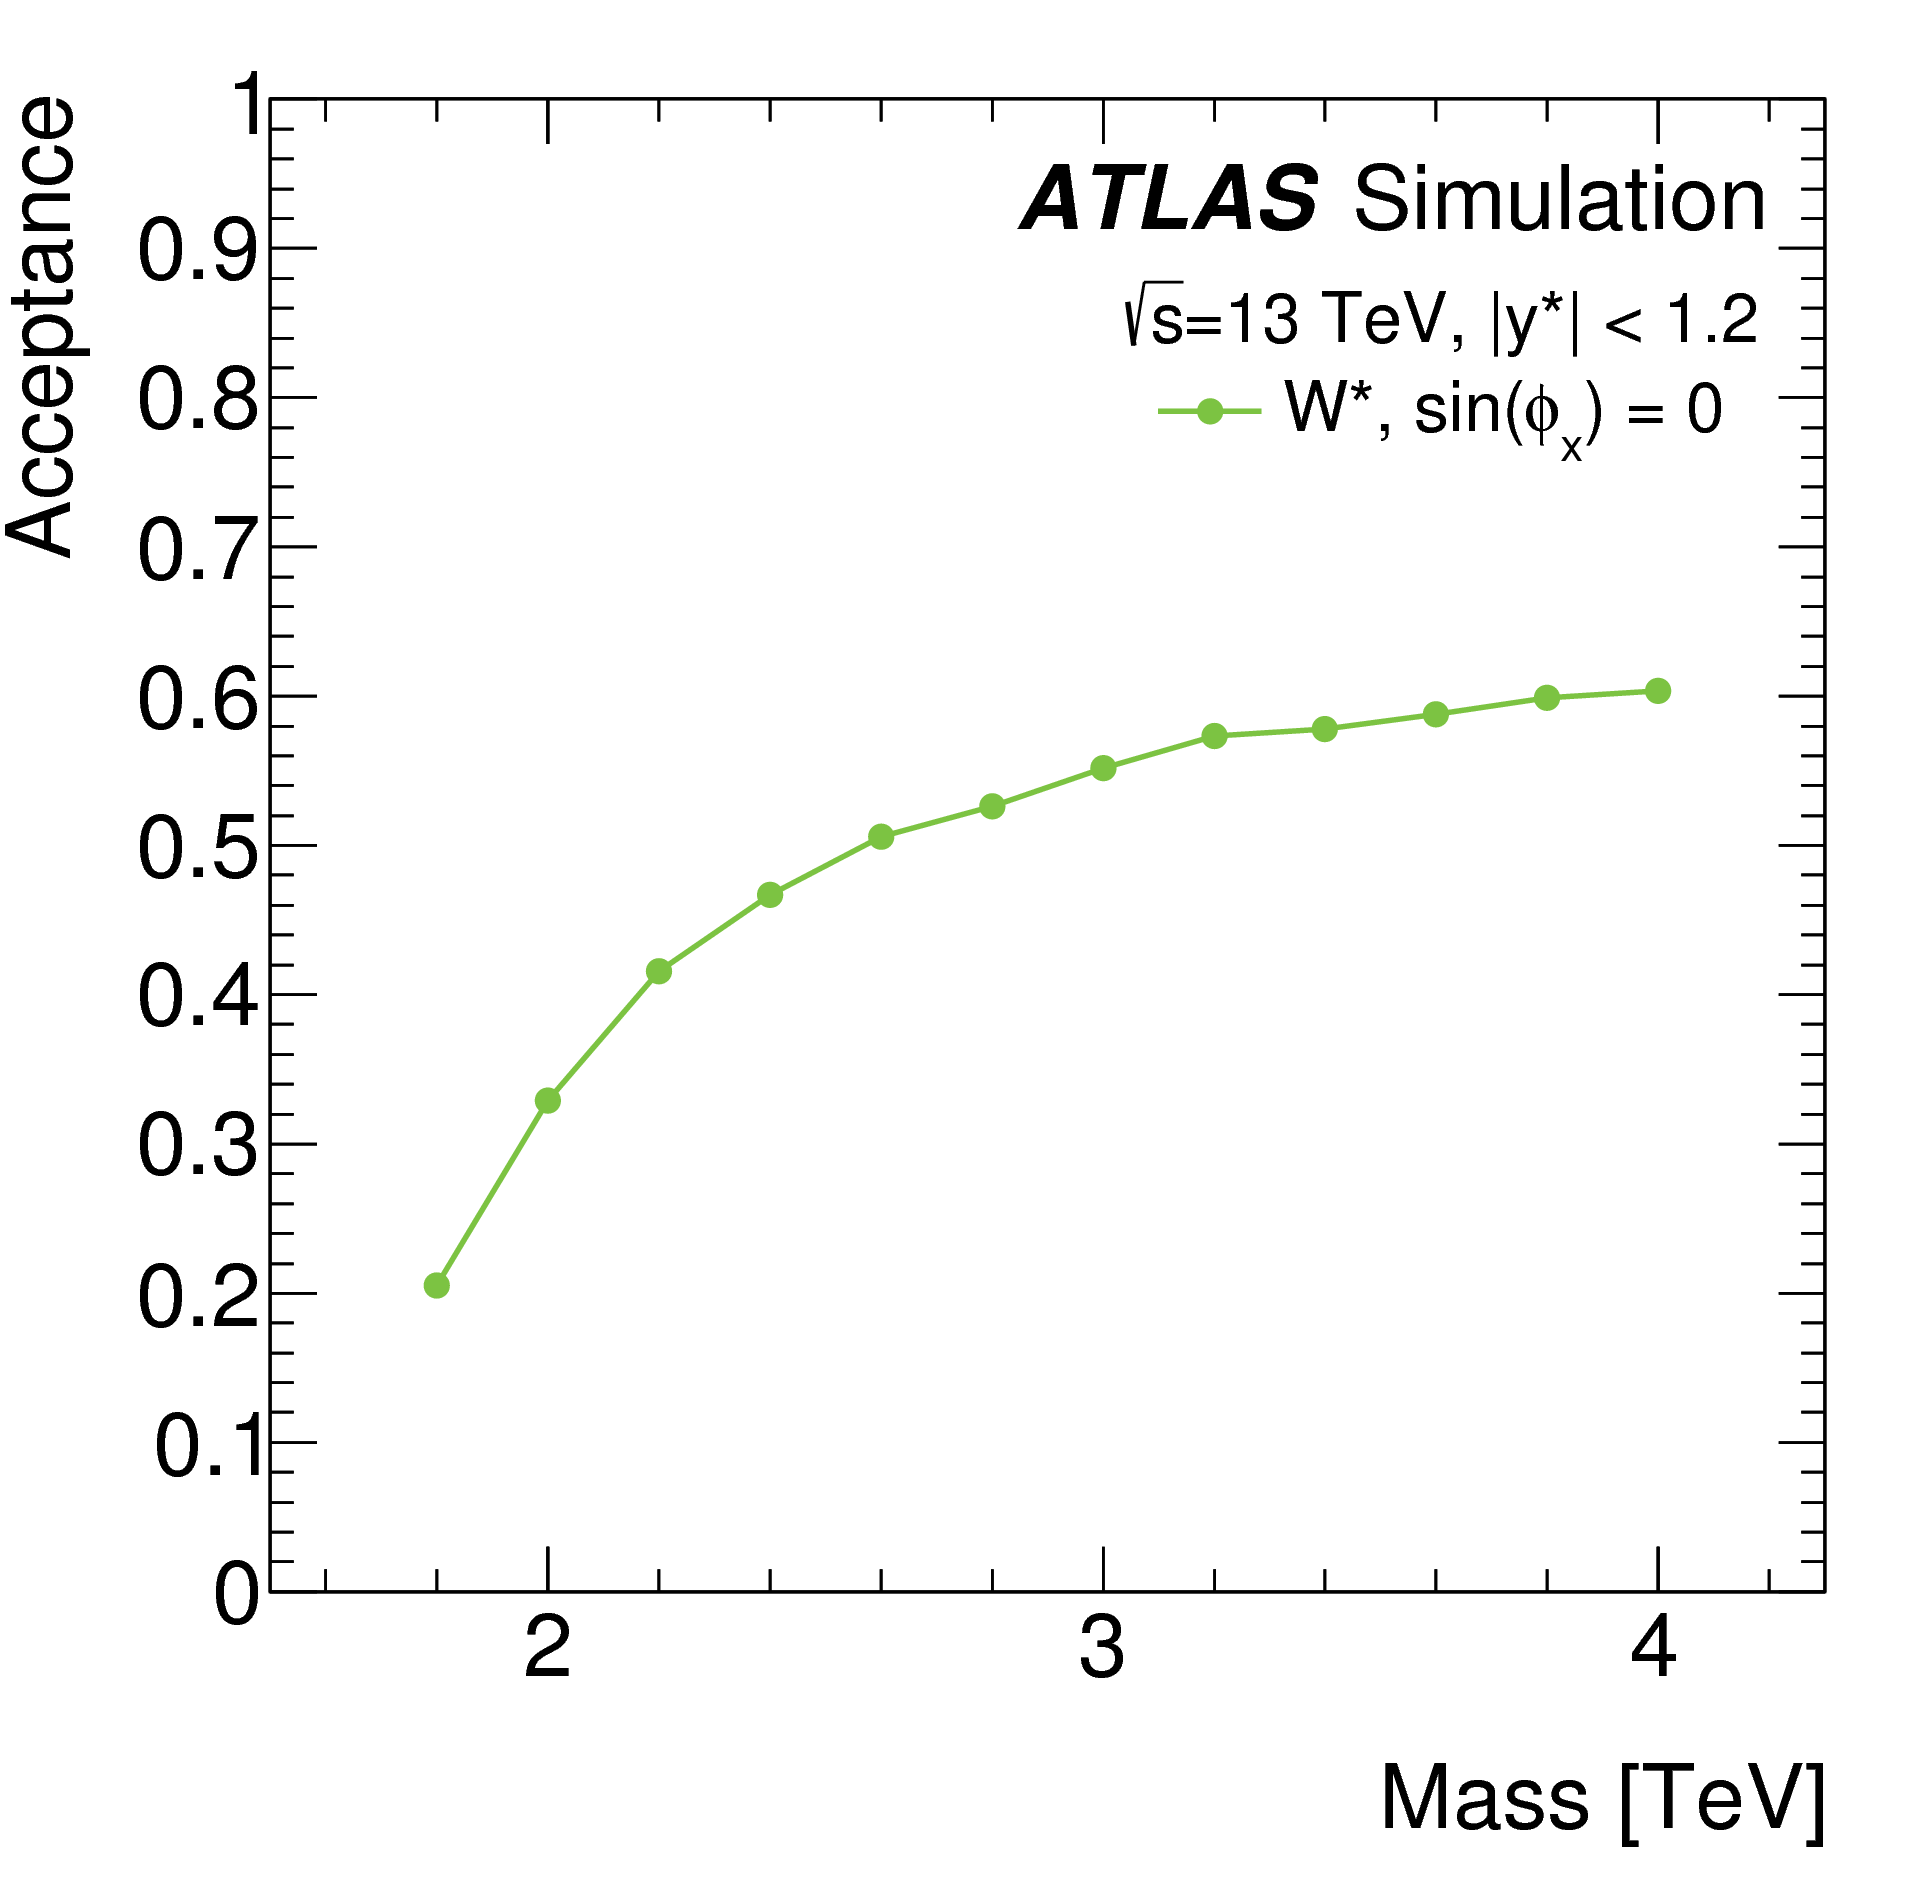 Acceptance
1
0.9
0.8
0.7
0.6
0.5
0.4
0.3
0.2
0.1
0
ATLAS Simulation
√s=13 TeV, |y*| < 1.2
W*, sin(ϕx) = 0
2 3 4
Mass [TeV]